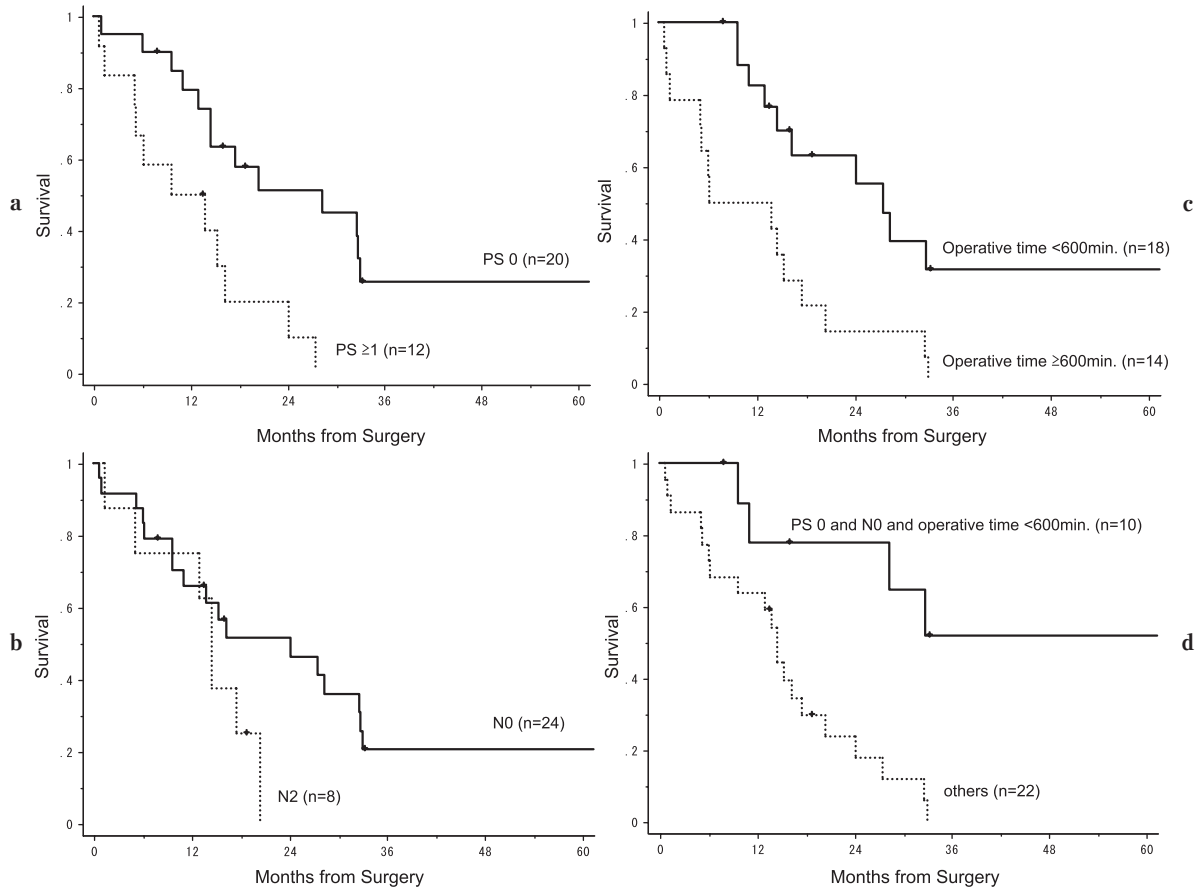 a
Survival
1
. 8
. 6
. 4
. 2
0
PS 0 (n=20)
PS ≥1 (n=12)
0 12 24 36 48 60
Months from Surgery
c
Survival
1
. 8
. 6
. 4
. 2
0
Operative time <600min. (n=18)
Operative time ≥600min. (n=14)
0 12 24 36 48 60
Months from Surgery
b
Survival
1
. 8
. 6
. 4
. 2
0
N0 (n=24)
N2 (n=8)
0 12 24 36 48 60
Months from Surgery
d
Survival
1
. 8
. 6
. 4
. 2
0
PS 0 and N0 and operative time <600min. (n=10)
others (n=22)
0 12 24 36 48 60
Months from Surgery